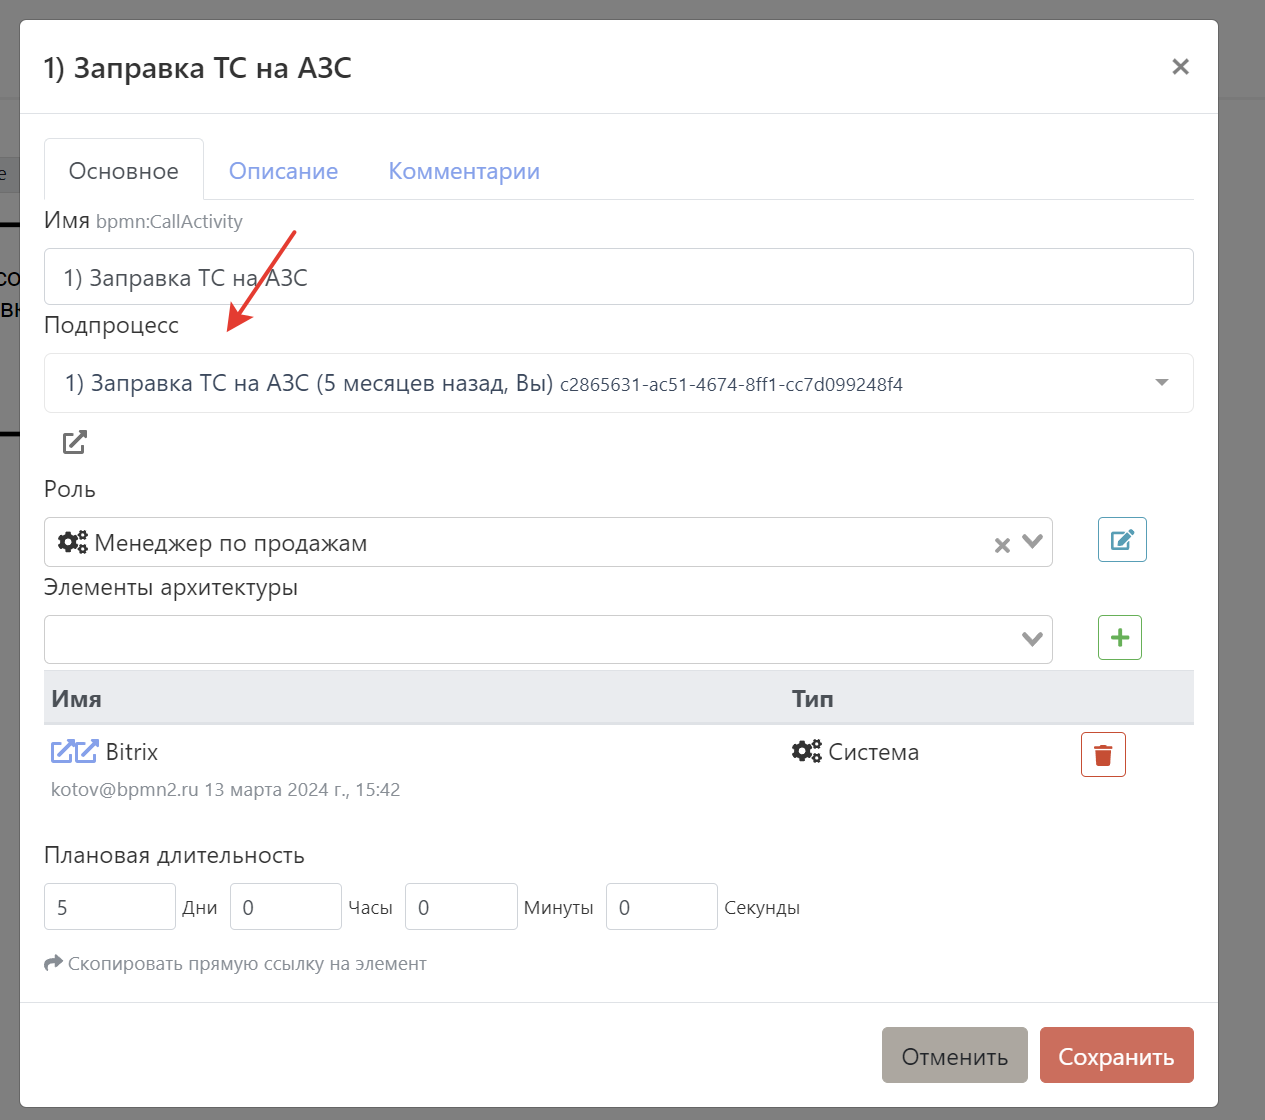 1) Заправка ТС на АЗС
Основное Описание Комментарии
е
Имя bpmn:CallActivity
со
1) Заправка ТС на АЗС
вк
Подпроцесс
1) Заправка ТС на АЗС (5 месяцев назад, Вы) c2865631-ac51-4674-8ff1-cc7d099248f4
Роль
Менеджер по продажам
Элементы архитектуры
Имя Тип
Bitrix Система
kotov@bpmn2.ru 13 марта 2024 г., 15:42
Плановая длительность
5 Дни 0 Часы 0 Минуты 0 Секунды
Скопировать прямую ссылку на элемент
Отменить Сохранить